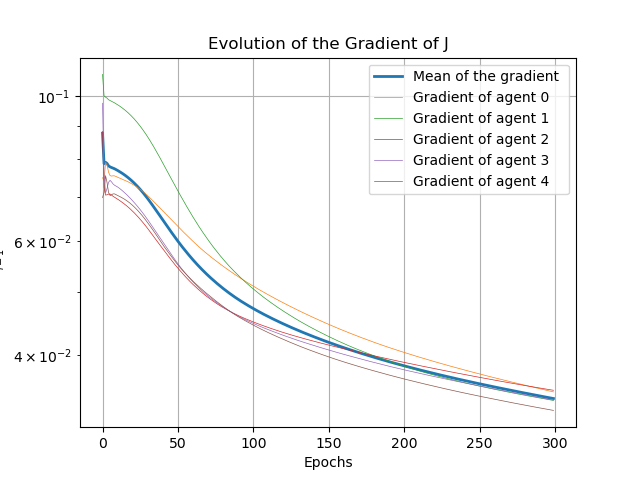 Evolution of the Gradient of J
Mean of the gradient
Gradient of agent 0
Gradient of agent 1
Gradient of agent 2
Gradient of agent 3
Gradient of agent 4
10⁻¹
6 × 10⁻²
4 × 10⁻²
0 50 100 150 200 250 300
Epochs